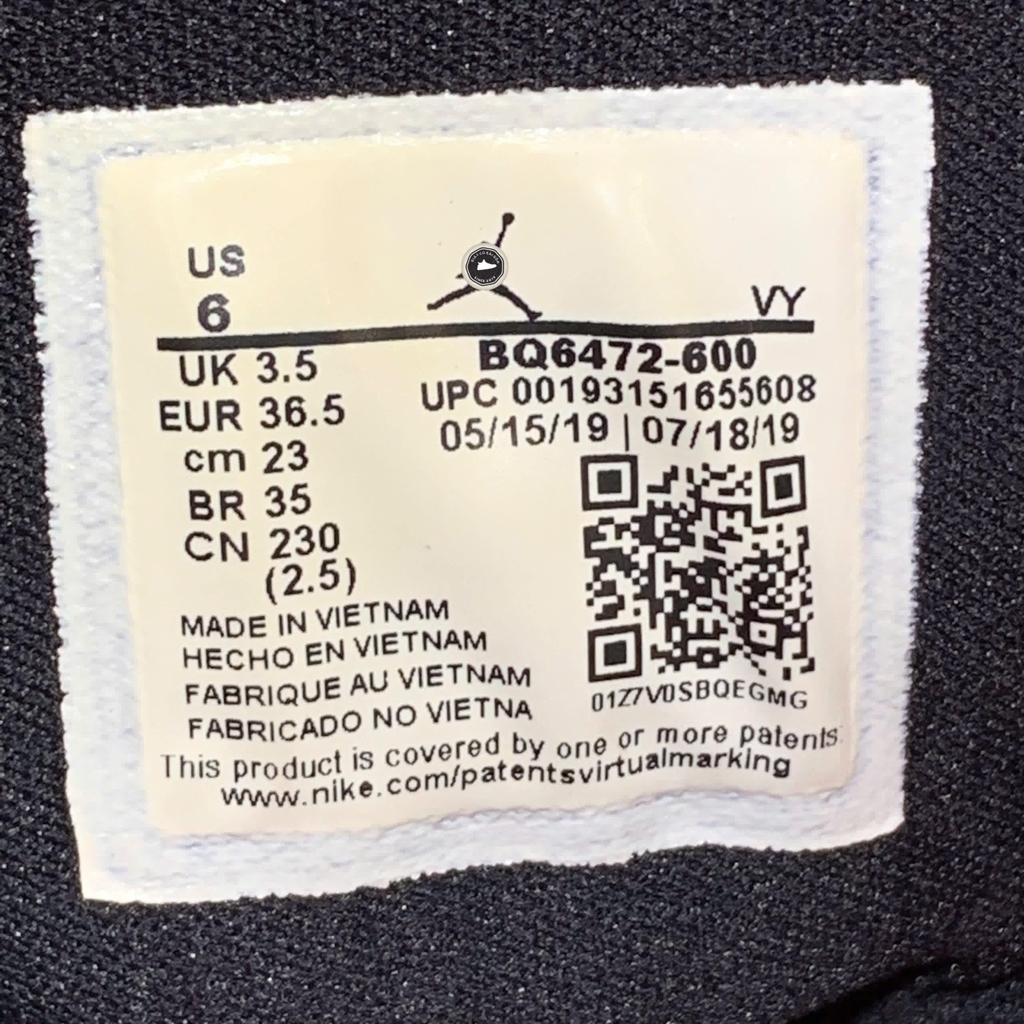 US
6
VY
UK 3.5
EUR 36.5
cm 23
BR 35
CN 230
(2.5)
BQ6472-600
UPC 00193151655608
05/15/19 | 07/18/19
01Z7V0SBQEGMG
MADE IN VIETNAM
HECHO EN VIETNAM
FABRIQUE AU VIETNAM
FABRICADO NO VIETNA
This product is covered by one or more patents:
www.nike.com/patentsvirtualmarking